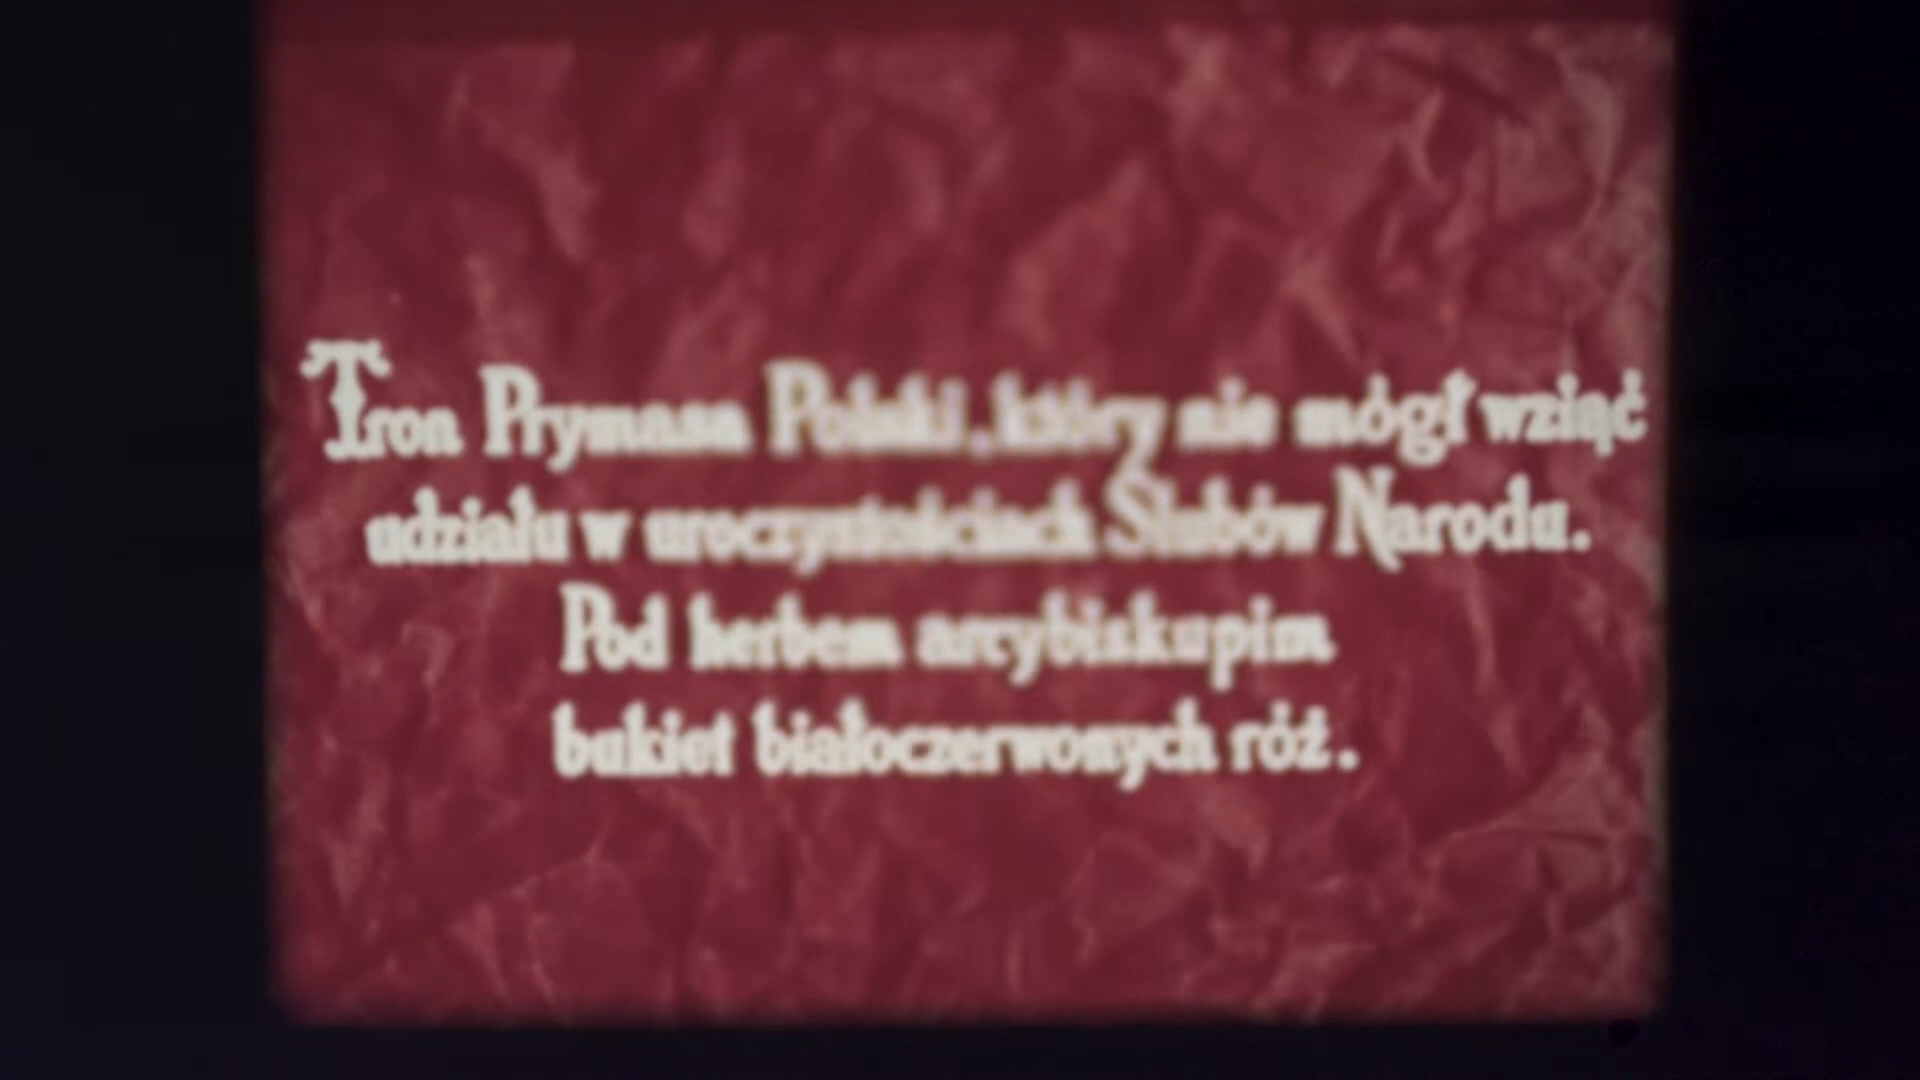 Tron Prymasa Polski, który nie mógł wziąć
udziału w uroczystościach Ślubów Narodu.
Pod herbem arcybiskupim
bukiet białoczerwonych róż.